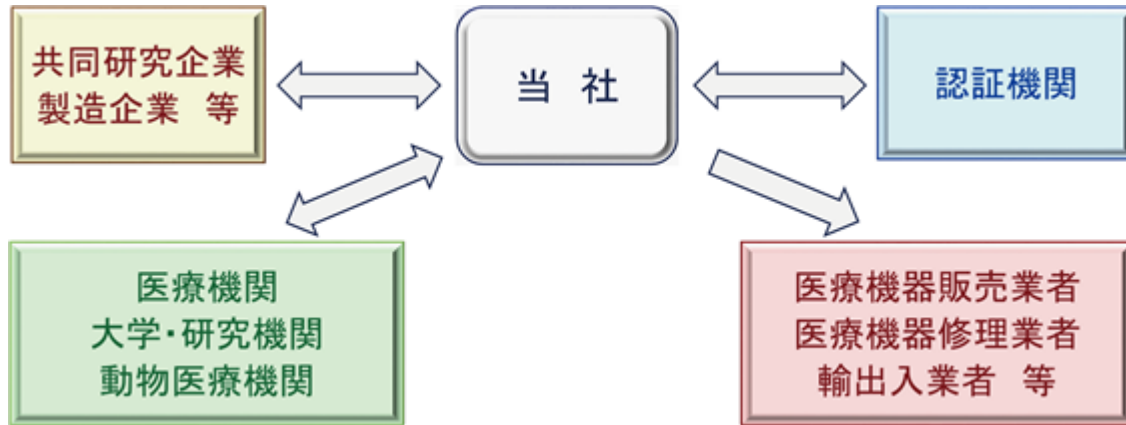 共同研究企業
製造企業　等
当　社
認証機関
医療機関
大学・研究機関
動物医療機関
医療機器販売業者
医療機器修理業者
輸出入業者　等